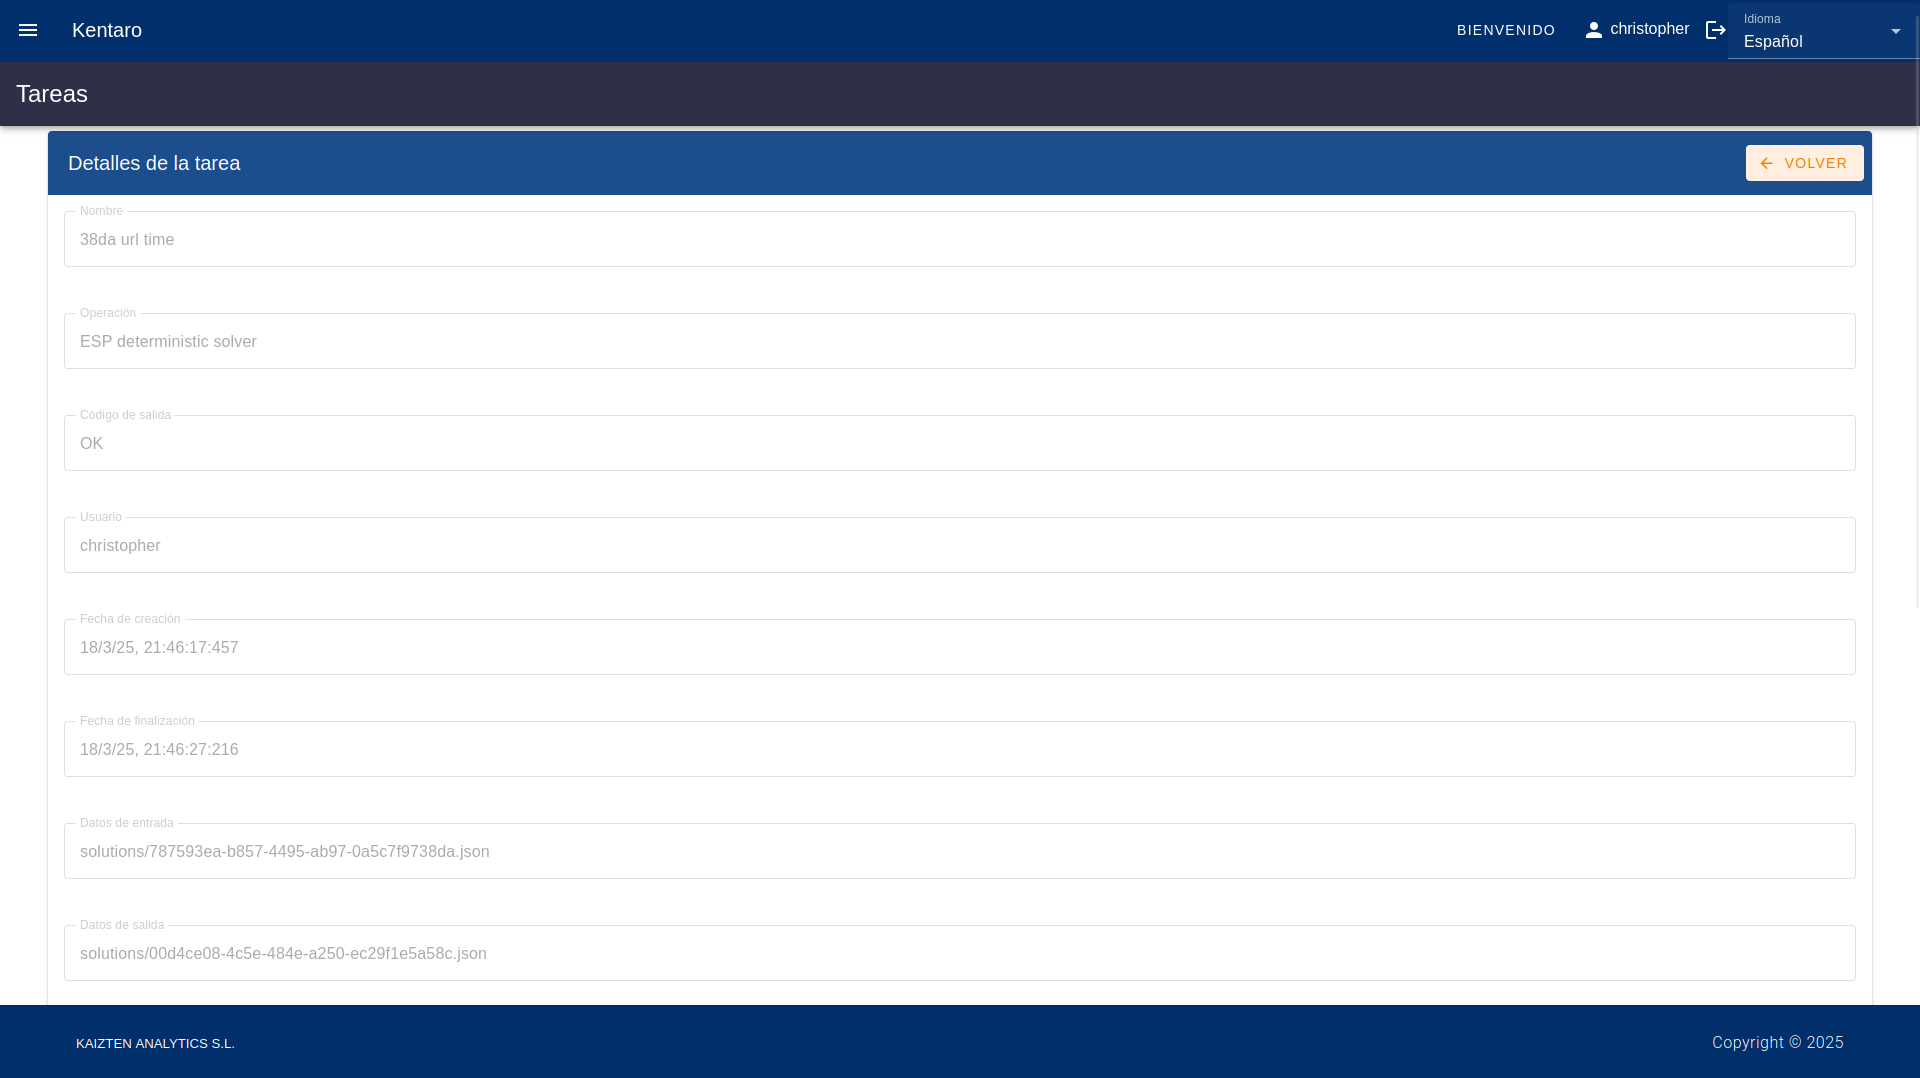 Kentaro
BIENVENIDO
christopher
Idioma
Español
Tareas
Detalles de la tarea
VOLVER
Nombre
38da url time
Operación
ESP deterministic solver
Código de salida
OK
Usuario
christopher
Fecha de creación
18/3/25, 21:46:17:457
Fecha de finalización
18/3/25, 21:46:27:216
Datos de entrada
solutions/787593ea-b857-4495-ab97-0a5c7f9738da.json
Datos de salida
solutions/00d4ce08-4c5e-484e-a250-ec29f1e5a58c.json
KAIZTEN ANALYTICS S.L.
Copyright © 2025